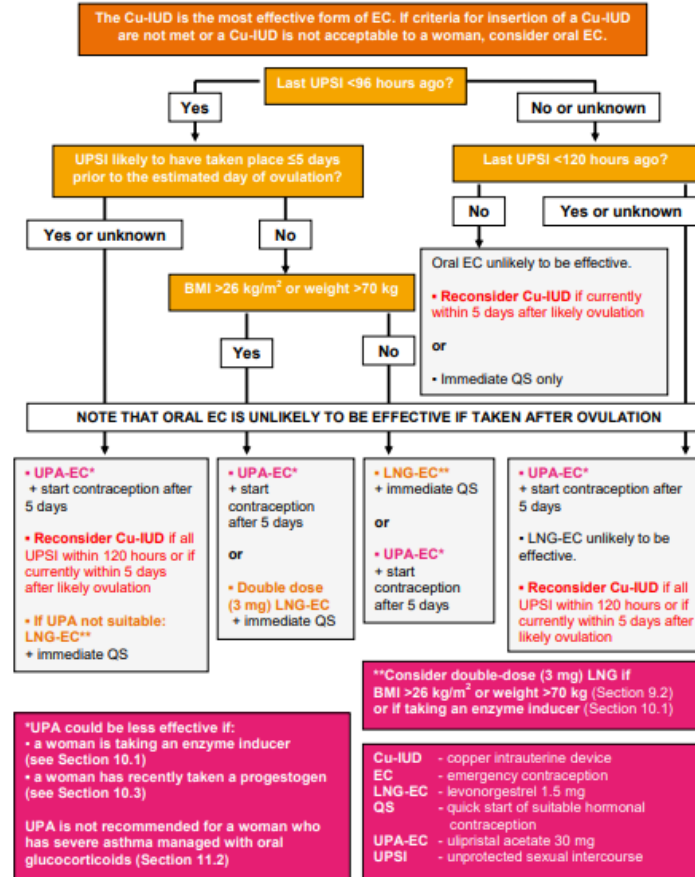 The Cu-IUD is the most effective form of EC. If criteria for insertion of a Cu-IUD
are not met or a Cu-IUD is not acceptable to a woman, consider oral EC.
Last UPSI <96 hours ago?
Yes
No or unknown
UPSI likely to have taken place ≤5 days
prior to the estimated day of ovulation?
Last UPSI <120 hours ago?
Yes or unknown
No
No
Yes or unknown
BMI >26 kg/m² or weight >70 kg
Oral EC unlikely to be effective.
▪ Reconsider Cu-IUD if currently
within 5 days after likely ovulation
or
▪ Immediate QS only
Yes
No
NOTE THAT ORAL EC IS UNLIKELY TO BE EFFECTIVE IF TAKEN AFTER OVULATION
▪ UPA-EC*
+ start contraception after
5 days
▪ Reconsider Cu-IUD if all
UPSI within 120 hours or if
currently within 5 days
after likely ovulation
▪ If UPA not suitable:
LNG-EC**
+ immediate QS
▪ UPA-EC*
+ start
contraception
after 5 days
or
▪ Double dose
(3 mg) LNG-EC
+ immediate QS
▪ LNG-EC**
+ immediate QS
or
▪ UPA-EC*
+ start
contraception
after 5 days
▪ UPA-EC*
+ start contraception after 5
days
▪ LNG-EC unlikely to be
effective.
▪ Reconsider Cu-IUD if all
UPSI within 120 hours or if
currently within 5 days after
likely ovulation
**Consider double-dose (3 mg) LNG if
BMI >26 kg/m² or weight >70 kg (Section 9.2)
or if taking an enzyme inducer (Section 10.1)
*UPA could be less effective if:
• a woman is taking an enzyme inducer
(see Section 10.1)
• a woman has recently taken a progestogen
(see Section 10.3)
UPA is not recommended for a woman who
has severe asthma managed with oral
glucocorticoids (Section 11.2)
Cu-IUD - copper intrauterine device
EC - emergency contraception
LNG-EC - levonorgestrel 1.5 mg
QS - quick start of suitable hormonal
contraception
UPA-EC - ulipristal acetate 30 mg
UPSI - unprotected sexual intercourse